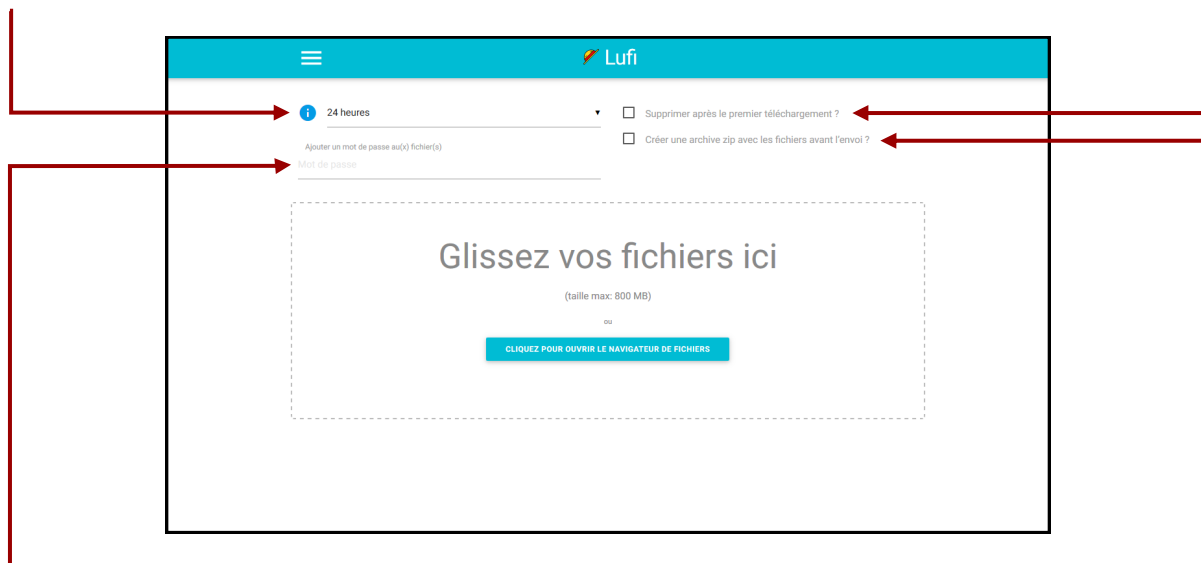 Lufi
24 heures
Supprimer après le premier téléchargement ?
Créer une archive zip avec les fichiers avant l'envoi ?
Ajouter un mot de passe au(x) fichier(s)
Mot de passe
Glissez vos fichiers ici
(taille max: 800 MB)
ou
CLIQUEZ POUR OUVRIR LE NAVIGATEUR DE FICHIERS